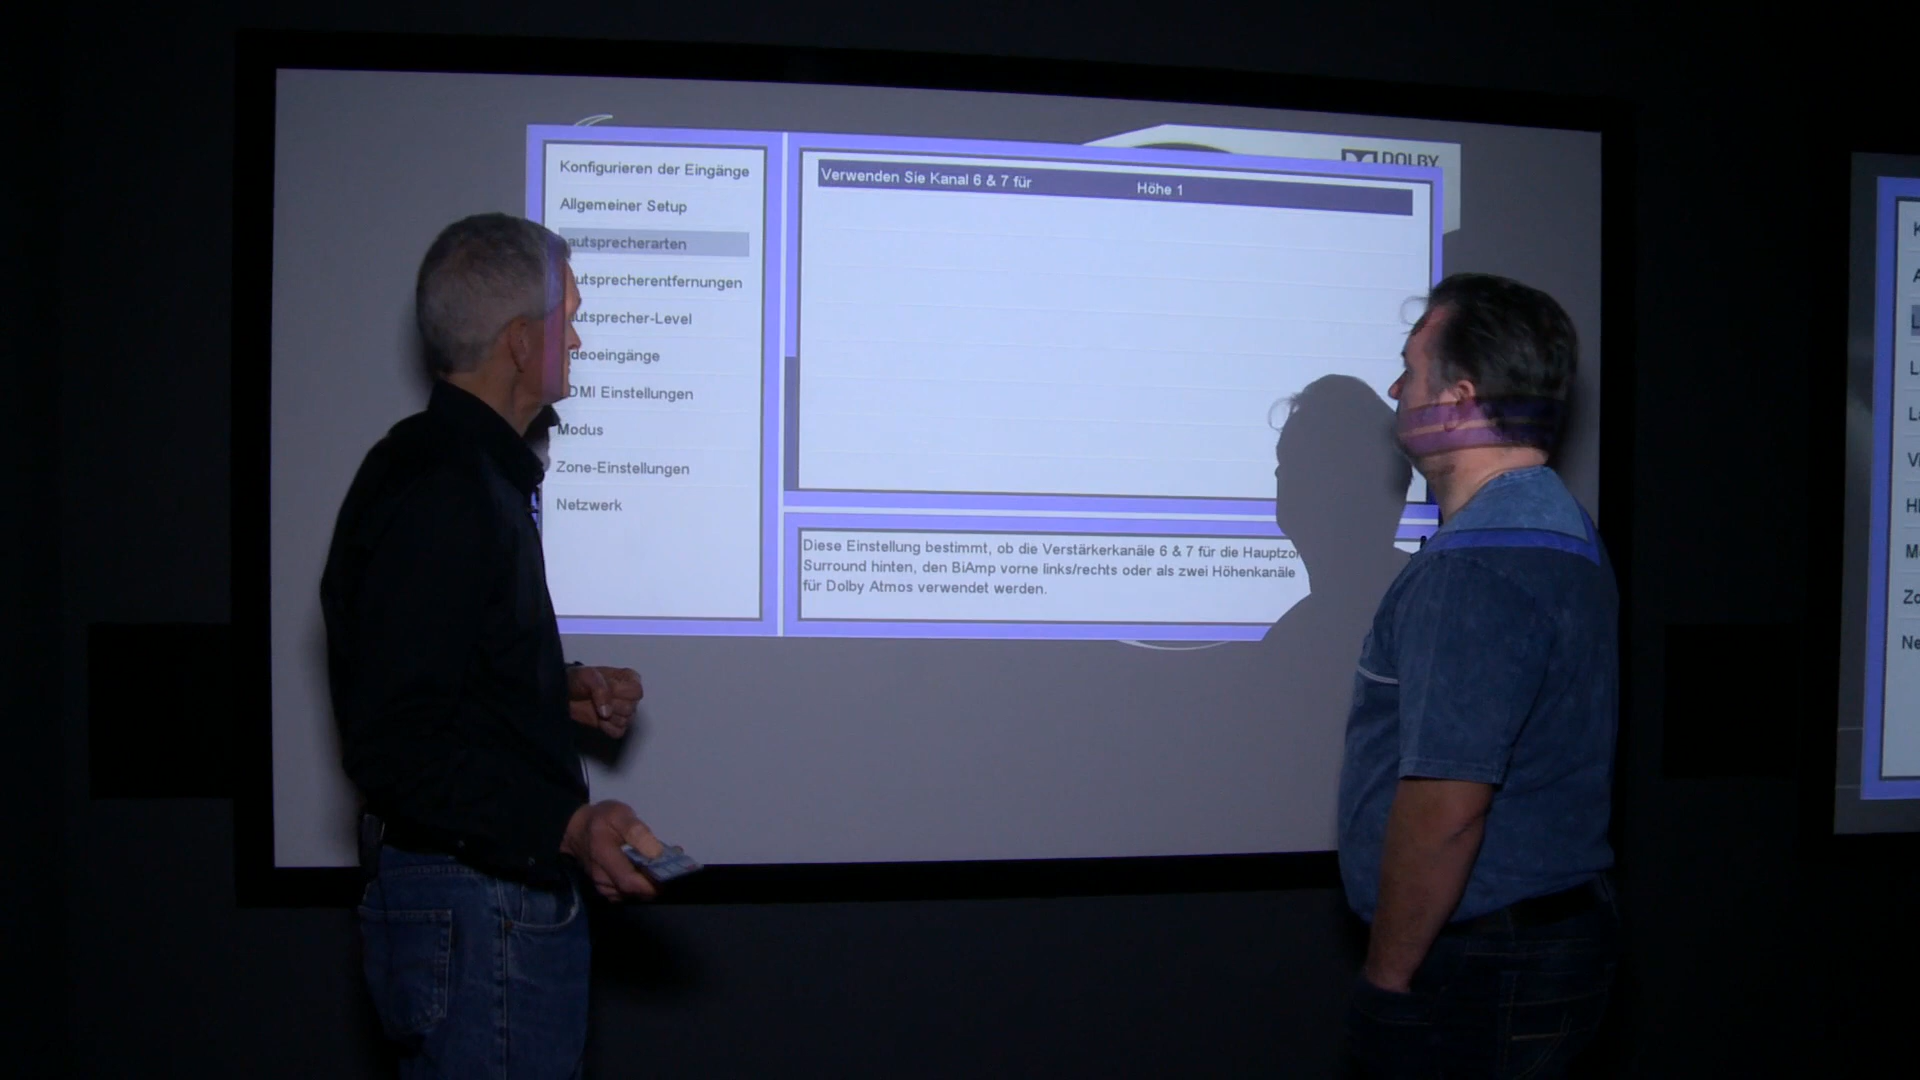 Konfigurieren der Eingänge
Allgemeiner Setup
autsprecherarten
utsprecherentfernungen
utsprecher-Level
deoeingänge
DMI Einstellungen
Modus
Zone-Einstellungen
Netzwerk
DOLBY
Verwenden Sie Kanal 6 & 7 für Höhe 1
Diese Einstellung bestimmt, ob die Verstärkerkanäle 6 & 7 für die Hauptzo
Surround hinten, den BiAmp vorne links/rechts oder als zwei Höhenkanäle
für Dolby Atmos verwendet werden.